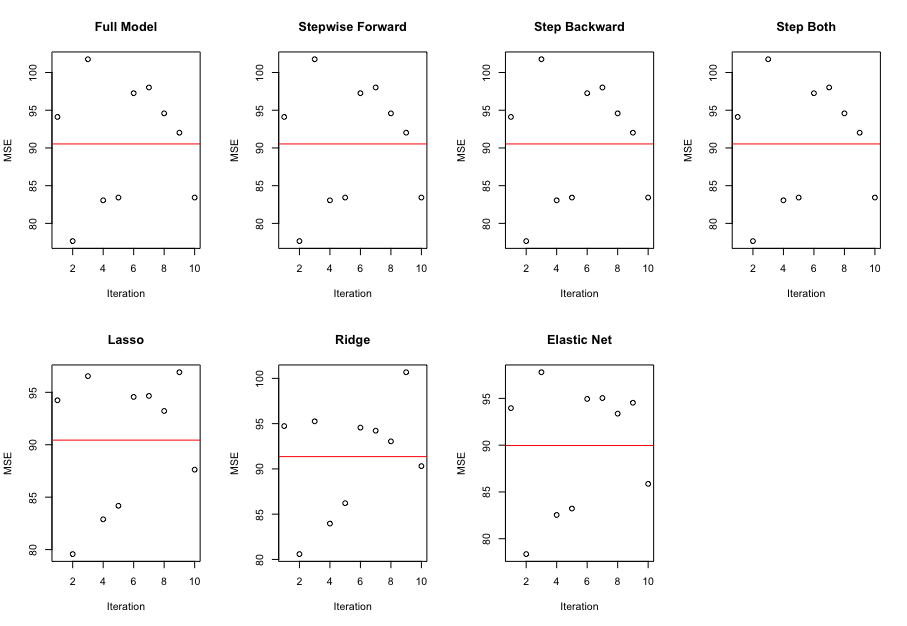 Full Model
MSE
80 85 90 95 100
2 4 6 8 10
Iteration
Stepwise Forward
MSE
80 85 90 95 100
2 4 6 8 10
Iteration
Step Backward
MSE
80 85 90 95 100
2 4 6 8 10
Iteration
Step Both
MSE
80 85 90 95 100
2 4 6 8 10
Iteration
Lasso
MSE
80 85 90 95
2 4 6 8 10
Iteration
Ridge
MSE
80 85 90 95 100
2 4 6 8 10
Iteration
Elastic Net
MSE
80 85 90 95
2 4 6 8 10
Iteration